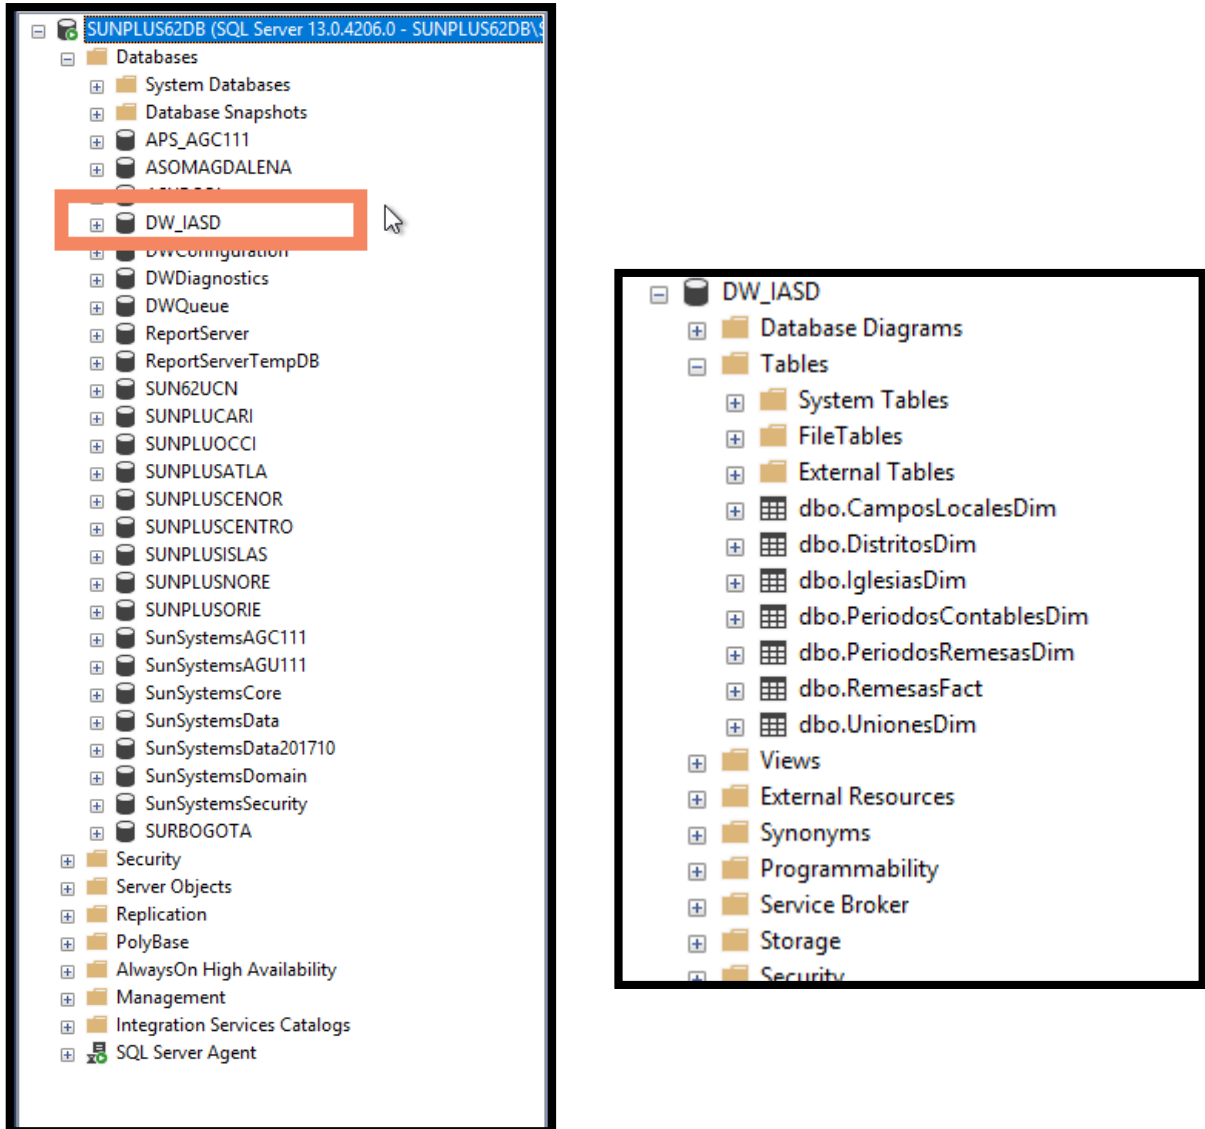 SUNPLUS62DB (SQL Server 13.0.4206.0 - SUNPLUS62DB\S
Databases
System Databases
Database Snapshots
APS_AGC111
ASOMAGDALENA
DW_IASD
DWConfiguration
DWDiagnostics
DWQueue
ReportServer
ReportServerTempDB
SUN62UCN
SUNPLUCARI
SUNPLUOCCI
SUNPLUSATLA
SUNPLUSCENOR
SUNPLUSCENTRO
SUNPLUSISLAS
SUNPLUSNORE
SUNPLUSORIE
SunSystemsAGC111
SunSystemsAGU111
SunSystemsCore
SunSystemsData
SunSystemsData201710
SunSystemsDomain
SunSystemsSecurity
SURBOGOTA
Security
Server Objects
Replication
PolyBase
AlwaysOn High Availability
Management
Integration Services Catalogs
SQL Server Agent
DW_IASD
Database Diagrams
Tables
System Tables
FileTables
External Tables
dbo.CamposLocalesDim
dbo.DistritosDim
dbo.IglesiasDim
dbo.PeriodosContablesDim
dbo.PeriodosRemesasDim
dbo.RemesasFact
dbo.UnionesDim
Views
External Resources
Synonyms
Programmability
Service Broker
Storage
Security